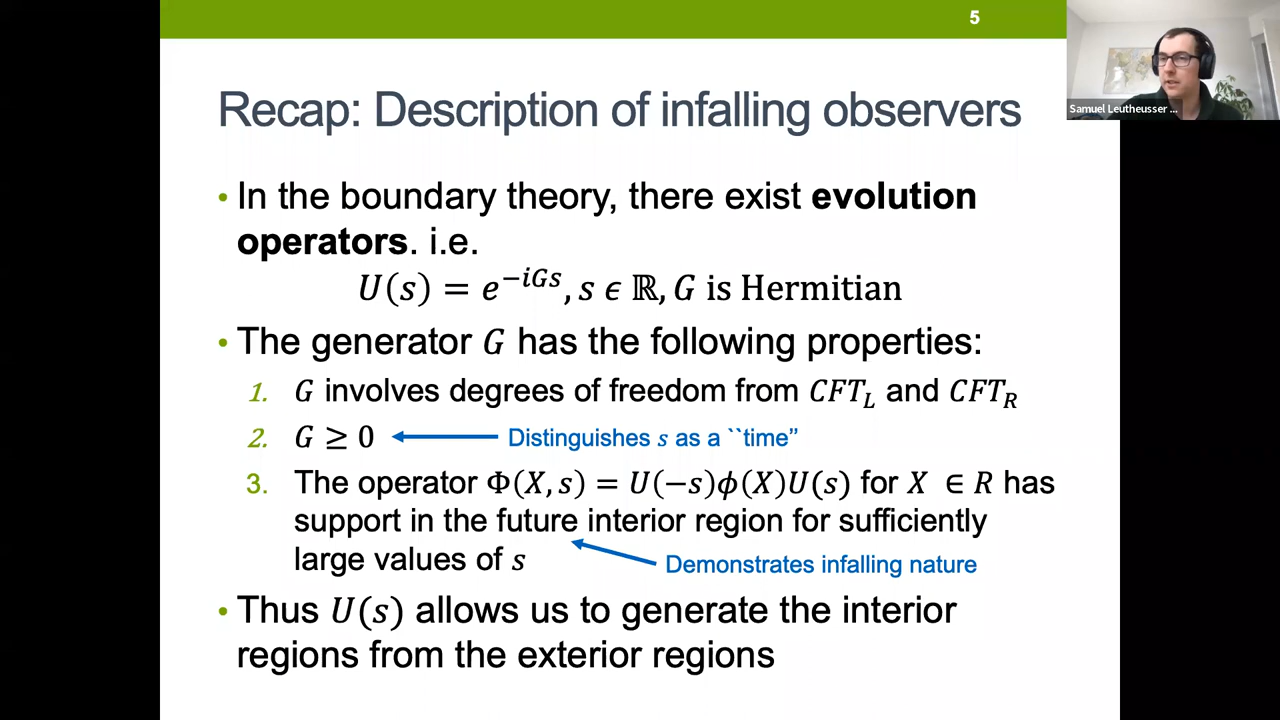 5
Samuel Leutheusser ...
Recap: Description of infalling observers
• In the boundary theory, there exist evolution
operators. i.e.
U(s) = e^{-iGs}, s ϵ ℝ, G is Hermitian
• The generator G has the following properties:
1. G involves degrees of freedom from CFT_L and CFT_R
2. G ≥ 0 Distinguishes s as a ``time”
3. The operator Φ(X, s) = U(−s)ϕ(X)U(s) for X ∈ R has
support in the future interior region for sufficiently
large values of s
Demonstrates infalling nature
• Thus U(s) allows us to generate the interior
regions from the exterior regions